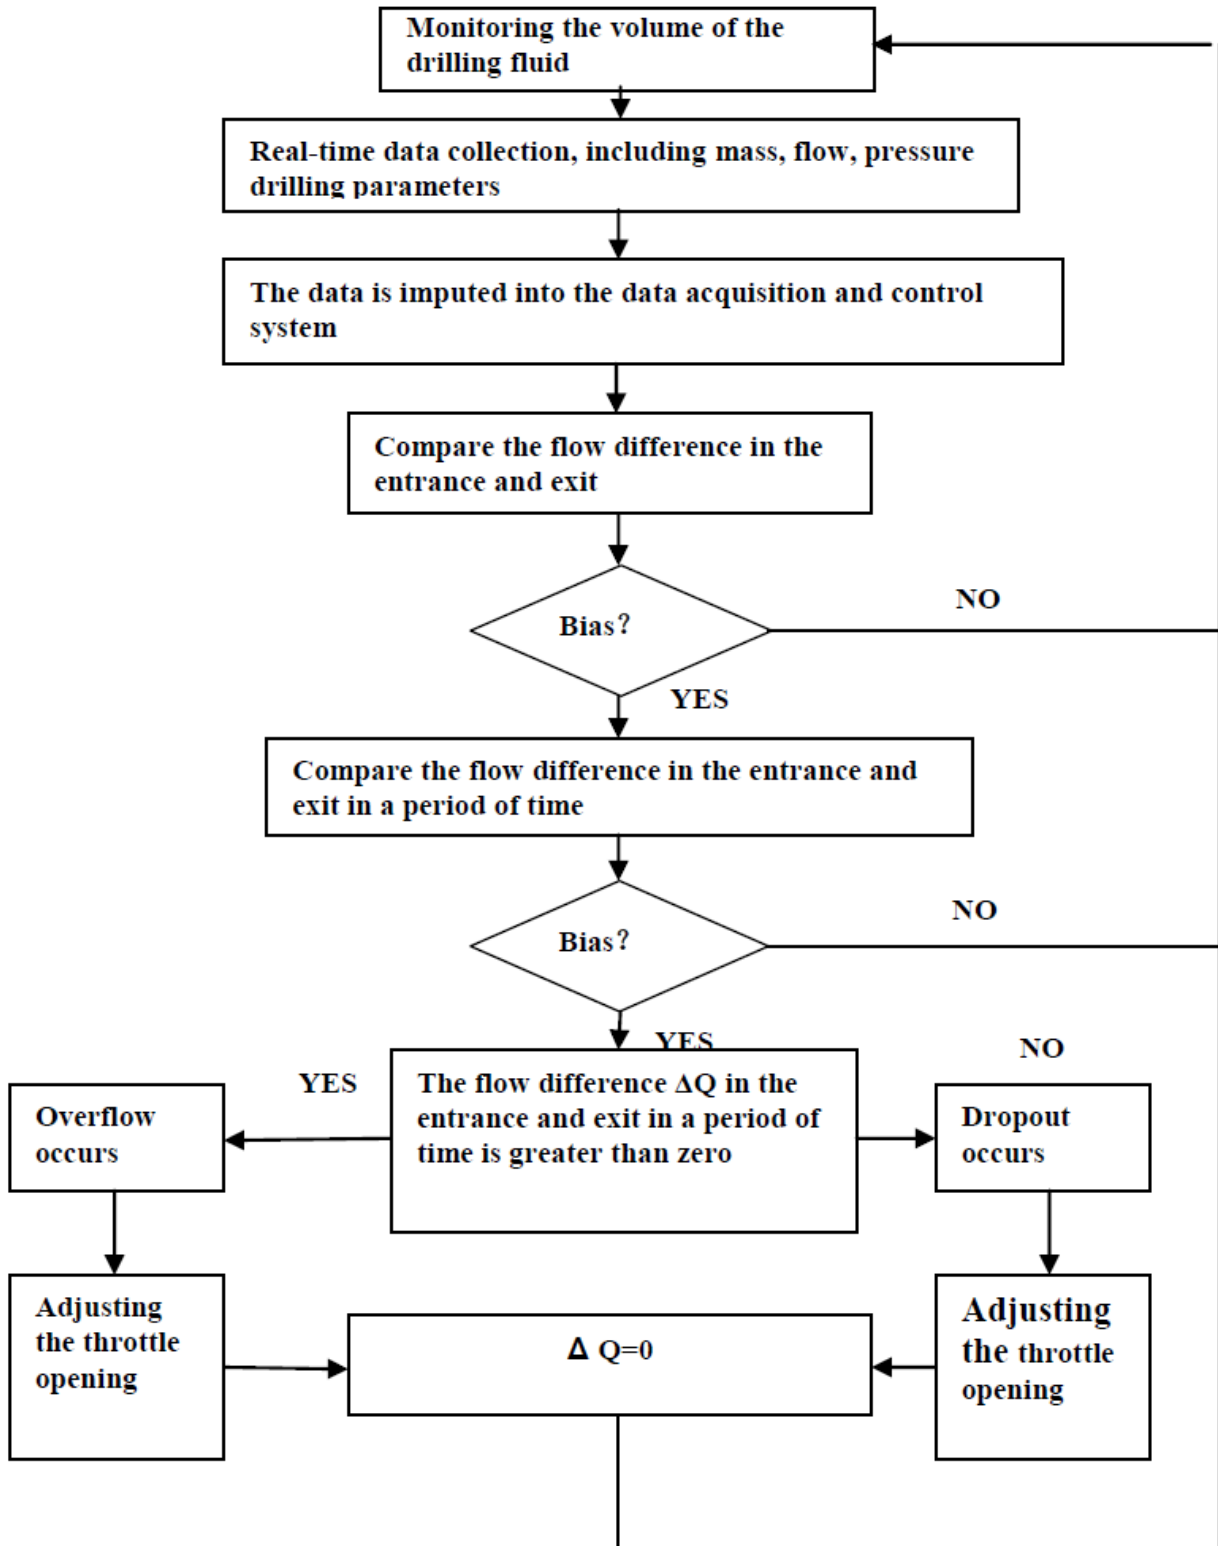 Monitoring the volume of the
drilling fluid
Real-time data collection, including mass, flow, pressure
drilling parameters
The data is imputed into the data acquisition and control
system
Compare the flow difference in the
entrance and exit
Bias?
NO
YES
Compare the flow difference in the entrance and
exit in a period of time
Bias?
NO
YES
YES
The flow difference ΔQ in the
entrance and exit in a period of
time is greater than zero
NO
Overflow
occurs
Dropout
occurs
Adjusting
the throttle
opening
Δ Q=0
Adjusting
the throttle
opening